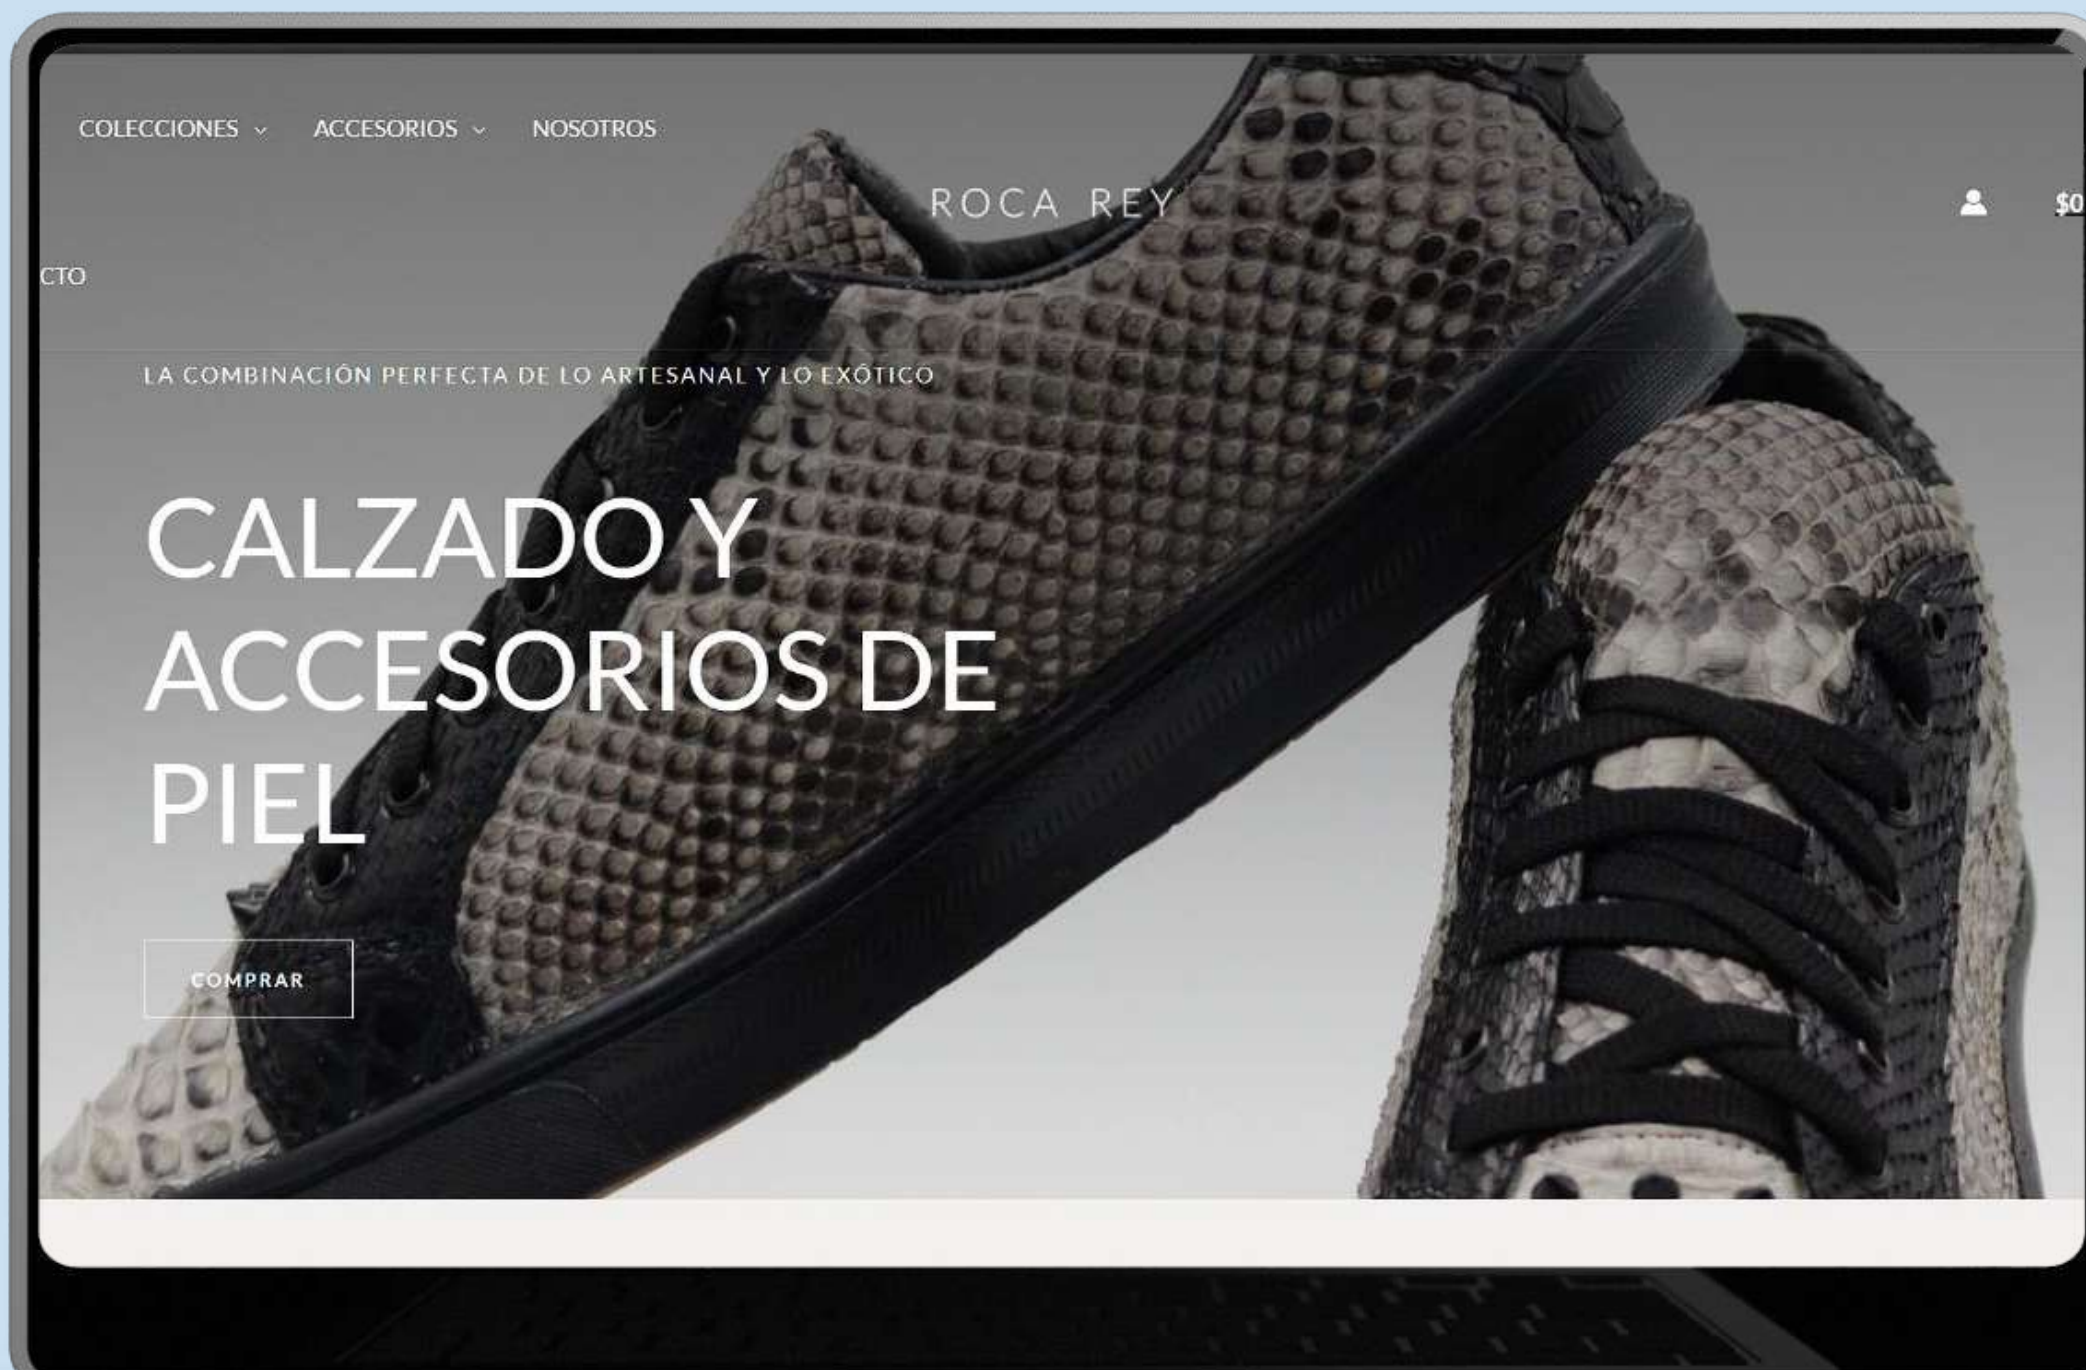 COLECCIONES ACCESORIOS NOSOTROS
ROCA REY
$0
CTO
LA COMBINACIÓN PERFECTA DE LO ARTESANAL Y LO EXÓTICO
CALZADO Y
ACCESORIOS DE
PIEL
COMPRAR